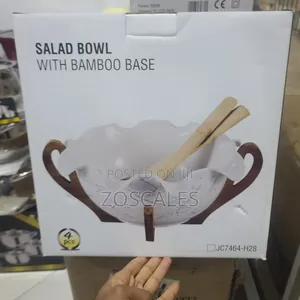 SALAD BOWL
WITH BAMBOO BASE
POSTED ON
ZOSCALES
4
pcs
JC7464-H28